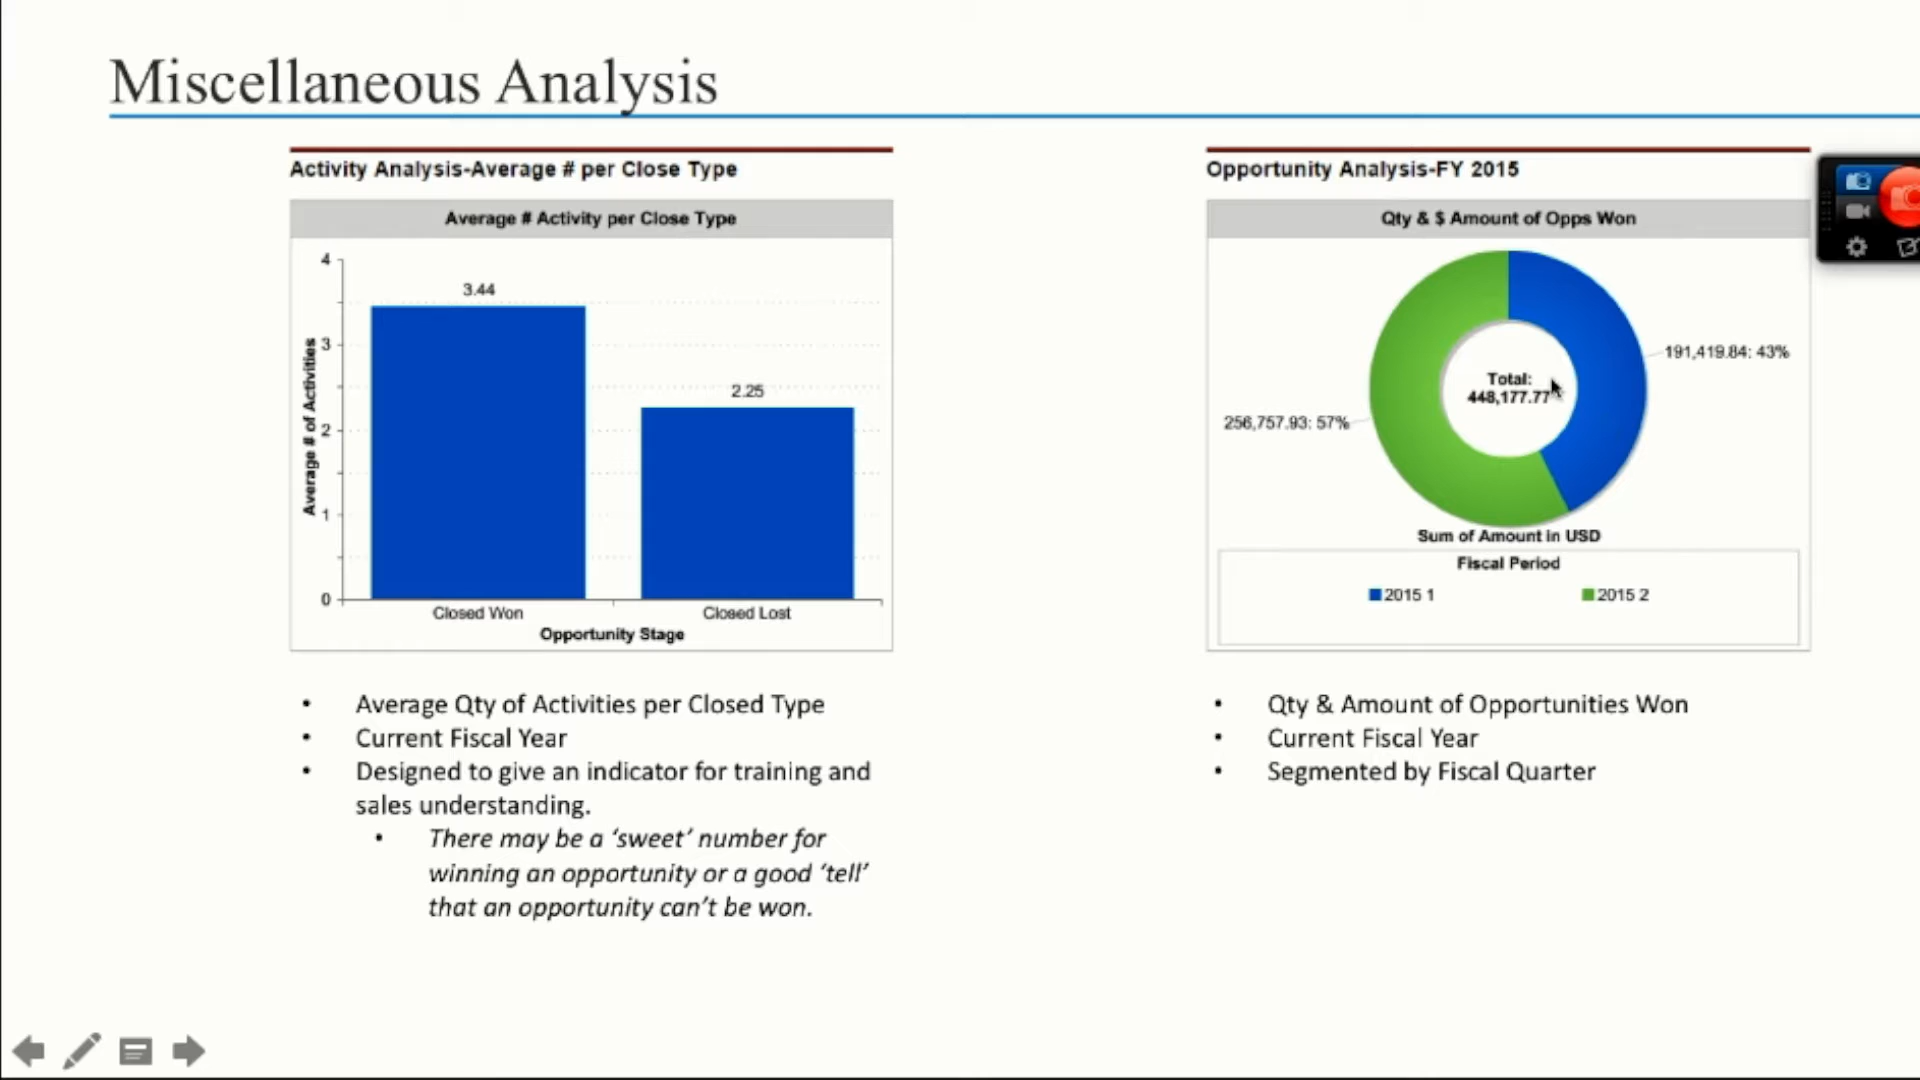 Miscellaneous Analysis
Activity Analysis-Average # per Close Type
Average # Activity per Close Type
4
3
2
1
0
Average # of Activities
3.44
2.25
Closed Won
Closed Lost
Opportunity Stage
• Average Qty of Activities per Closed Type
• Current Fiscal Year
• Designed to give an indicator for training and
sales understanding.
• There may be a ‘sweet’ number for
winning an opportunity or a good ‘tell’
that an opportunity can’t be won.
Opportunity Analysis-FY 2015
Qty & $ Amount of Opps Won
191,419.84: 43%
Total:
448,177.77
256,757.93: 57%
Sum of Amount in USD
Fiscal Period
2015 1
2015 2
• Qty & Amount of Opportunities Won
• Current Fiscal Year
• Segmented by Fiscal Quarter